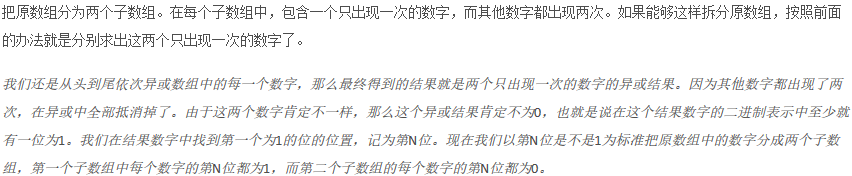 把原数组分为两个子数组。在每个子数组中，包含一个只出现一次的数字，而其他数字都出现两次。如果能够这样拆分原数组，按照前面
的办法就是分别求出这两个只出现一次的数字了。
我们还是从头到尾依次异或数组中的每一个数字，那么最终得到的结果就是两个只出现一次的数字的异或结果。因为其他数字都出现了两
次，在异或中全部抵消掉了。由于这两个数字肯定不一样，那么这个异或结果肯定不为0，也就是说在这个结果数字的二进制表示中至少就
有一位为1。我们在结果数字中找到第一个为1的位的位置，记为第N位。现在我们以第N位是不是1为标准把原数组中的数字分成两个子数
组，第一个子数组中每个数字的第N位都为1，而第二个子数组的每个数字的第N位都为0。